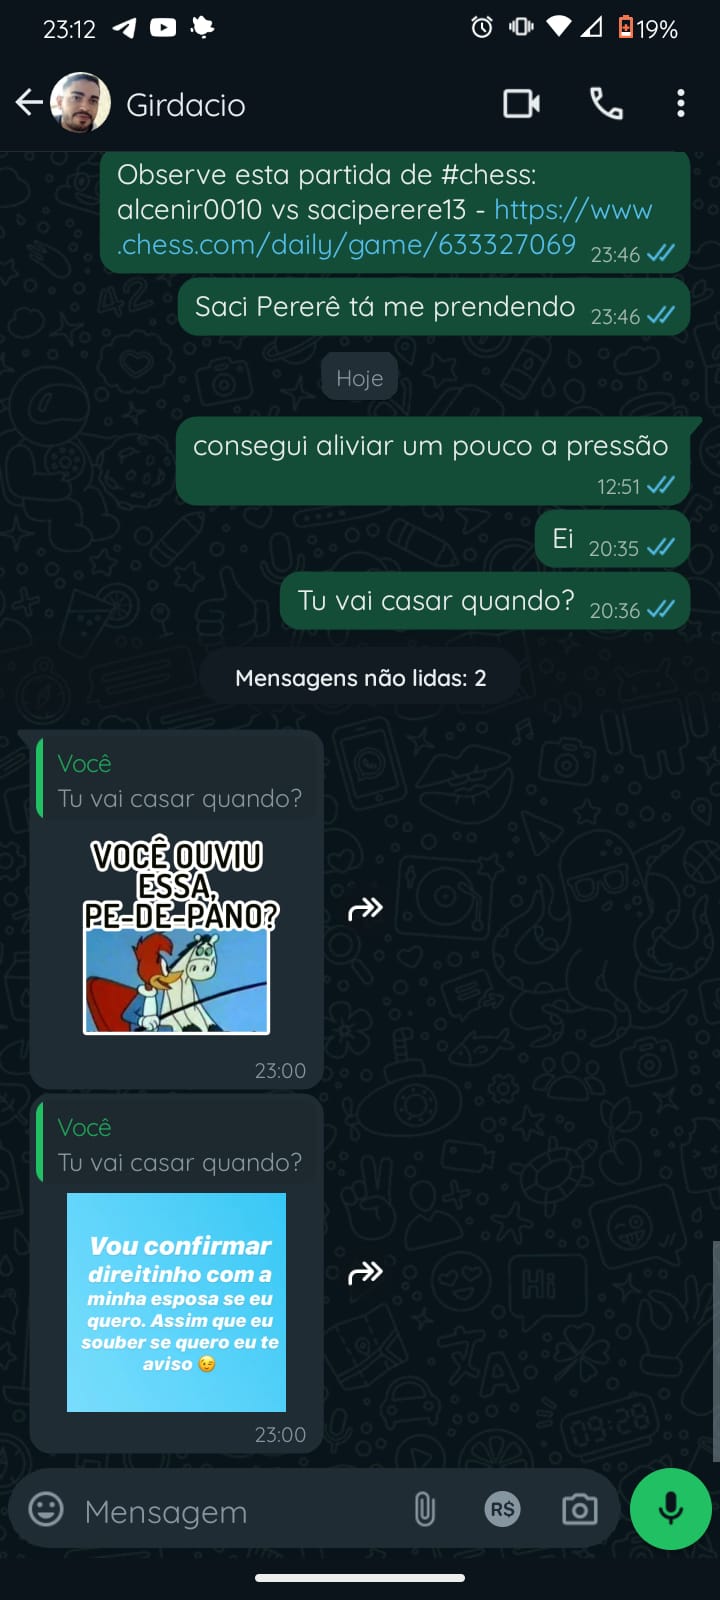 23:12
19%
Girdacio
Observe esta partida de #chess:
alcenir0010 vs saciperere13 - https://www
.chess.com/daily/game/633327069 23:46
Saci Pererê tá me prendendo 23:46
Hoje
consegui aliviar um pouco a pressão
12:51
Ei 20:35
Tu vai casar quando? 20:36
Mensagens não lidas: 2
Você
Tu vai casar quando?
VOCÊ OUVIU
ESSA,
PE-DE-PANO?
23:00
Você
Tu vai casar quando?
Vou confirmar
direitinho com a
minha esposa se eu
quero. Assim que eu
souber se quero eu te
aviso 😉
23:00
Mensagem
R$